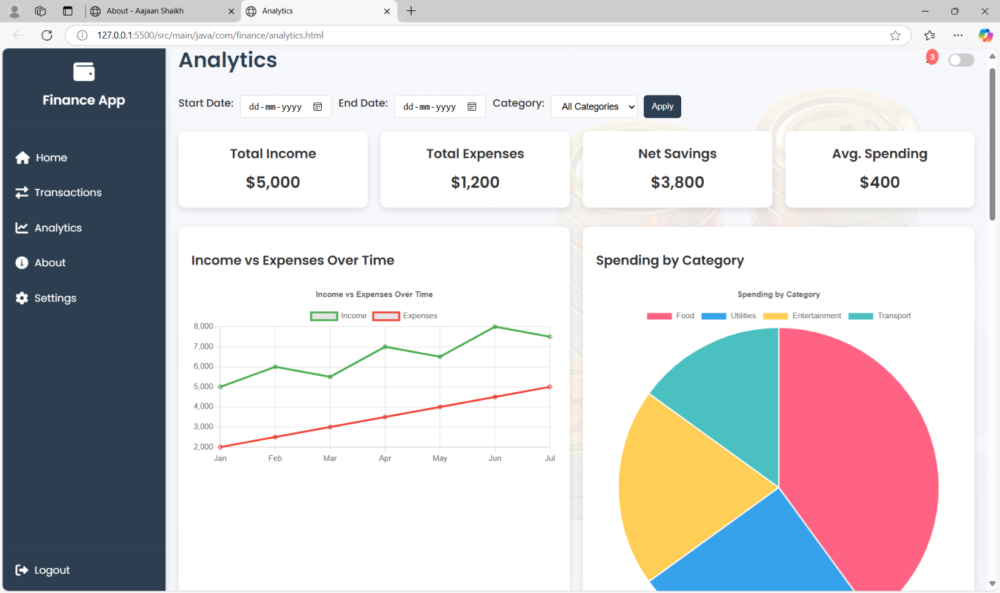 About - Aajaan Shaikh
Analytics
127.0.0.1:5500/src/main/java/com/finance/analytics.html
Finance App
Home
Transactions
Analytics
About
Settings
Logout
Analytics
3
Start Date: dd-mm-yyyy End Date: dd-mm-yyyy Category: All Categories Apply
Total Income
$5,000
Total Expenses
$1,200
Net Savings
$3,800
Avg. Spending
$400
Income vs Expenses Over Time
Income vs Expenses Over Time
Income Expenses
8,000
7,000
6,000
5,000
4,000
3,000
2,000
Jan Feb Mar Apr May Jun Jul
Spending by Category
Spending by Category
Food Utilities Entertainment Transport